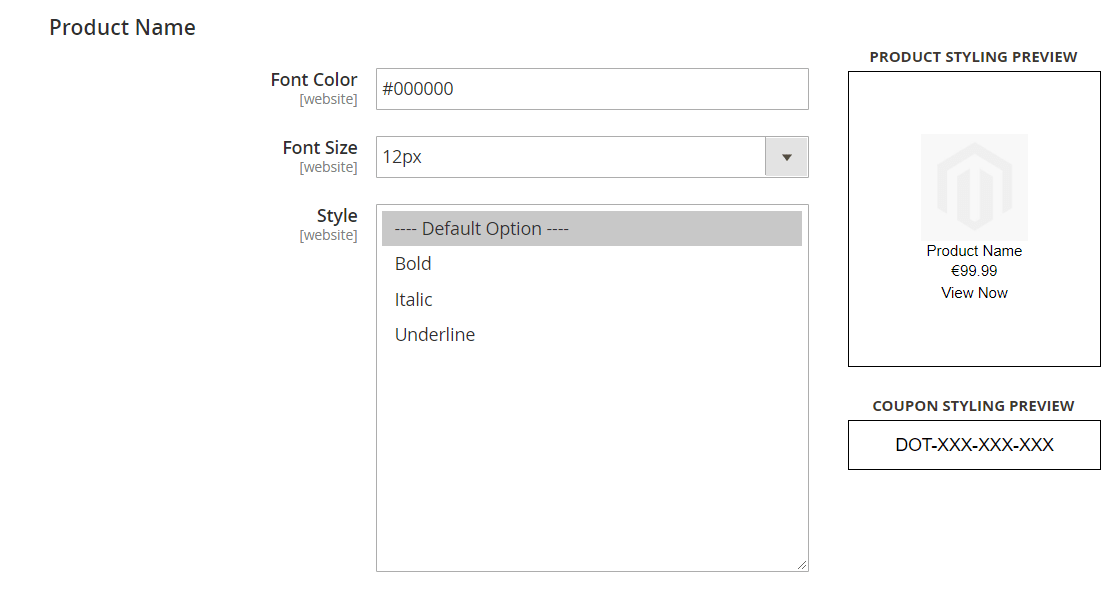 Product Name
Font Color
[website]
#000000
Font Size
[website]
12px
Style
[website]
---- Default Option ----
Bold
Italic
Underline
PRODUCT STYLING PREVIEW
Product Name
€99.99
View Now
COUPON STYLING PREVIEW
DOT-XXX-XXX-XXX